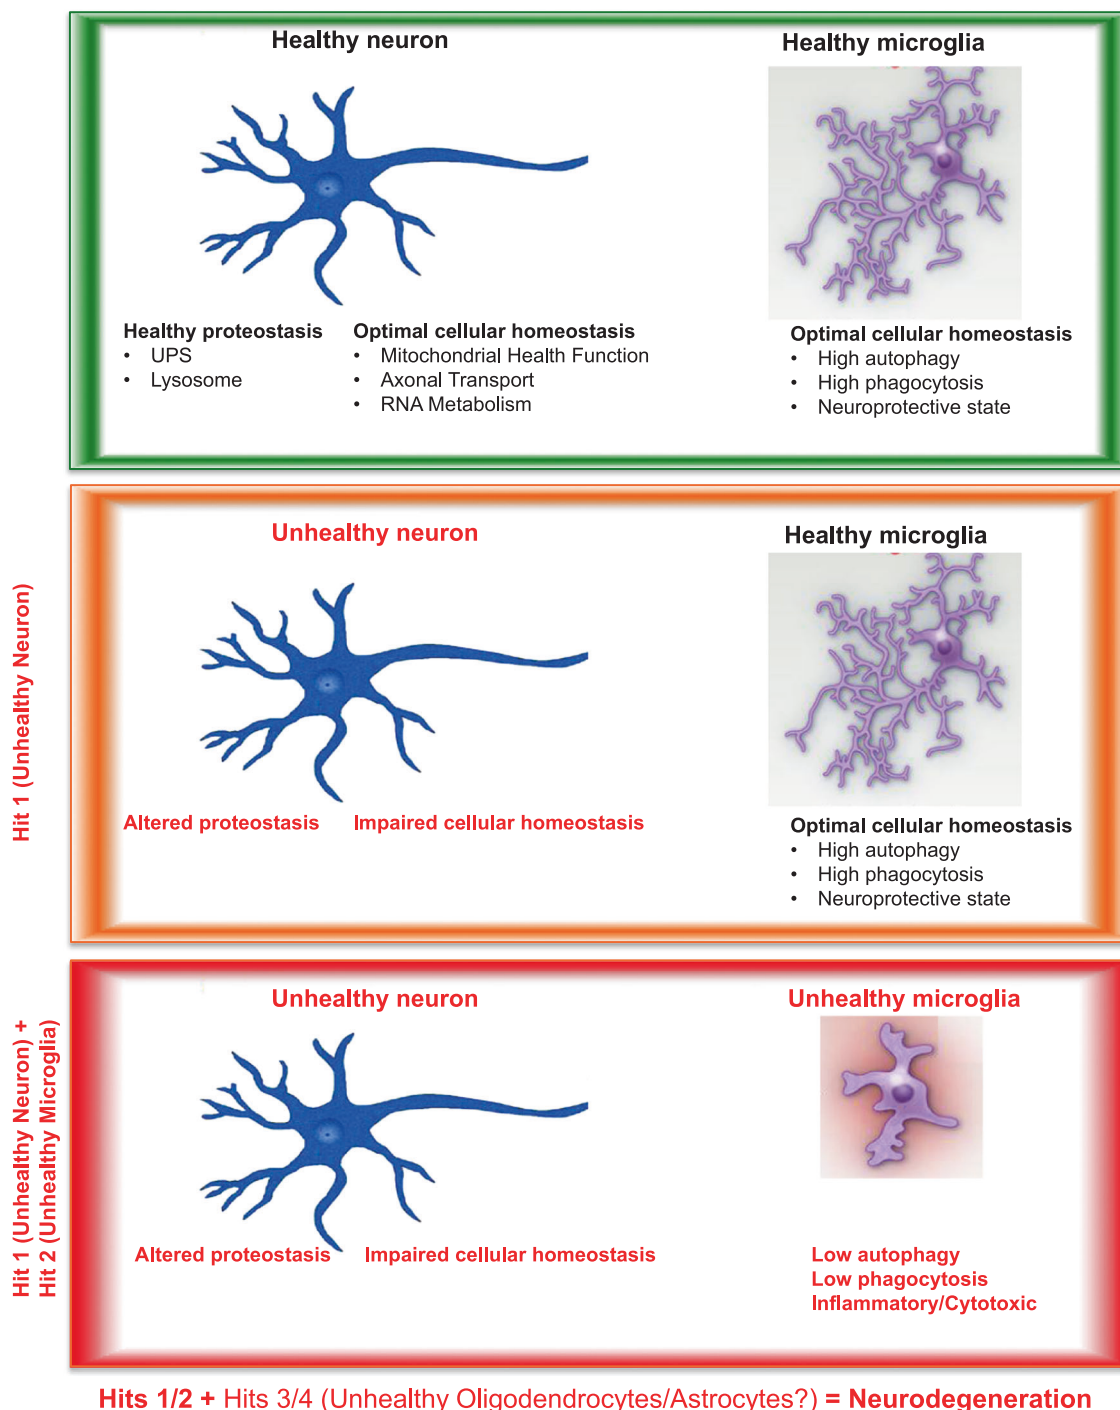 Healthy neuron
Healthy microglia
Healthy proteostasis
• UPS
• Lysosome
Optimal cellular homeostasis
• Mitochondrial Health Function
• Axonal Transport
• RNA Metabolism
Optimal cellular homeostasis
• High autophagy
• High phagocytosis
• Neuroprotective state
Hit 1 (Unhealthy Neuron)
Unhealthy neuron
Healthy microglia
Altered proteostasis
Impaired cellular homeostasis
Optimal cellular homeostasis
• High autophagy
• High phagocytosis
• Neuroprotective state
Hit 1 (Unhealthy Neuron) +
Hit 2 (Unhealthy Microglia)
Unhealthy neuron
Unhealthy microglia
Altered proteostasis
Impaired cellular homeostasis
Low autophagy
Low phagocytosis
Inflammatory/Cytotoxic
Hits 1/2 + Hits 3/4 (Unhealthy Oligodendrocytes/Astrocytes?) = Neurodegeneration